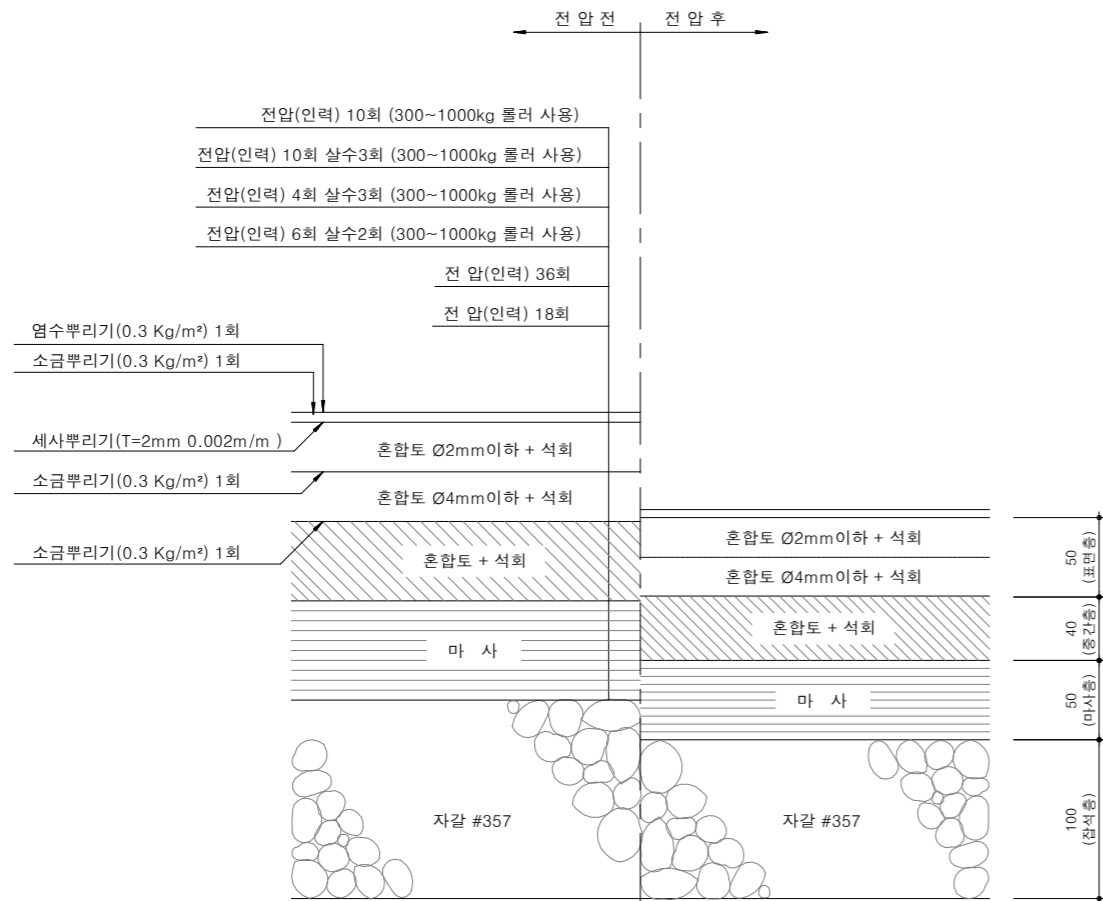 전 압 전
전 압 후
전압(인력) 10회 (300~1000kg 롤러 사용)
전압(인력) 10회 살수3회 (300~1000kg 롤러 사용)
전압(인력) 4회 살수3회 (300~1000kg 롤러 사용)
전압(인력) 6회 살수2회 (300~1000kg 롤러 사용)
전 압(인력) 36회
전 압(인력) 18회
염수뿌리기(0.3 Kg/m²) 1회
소금뿌리기(0.3 Kg/m²) 1회
세사뿌리기(T=2mm 0.002m/m )
소금뿌리기(0.3 Kg/m²) 1회
소금뿌리기(0.3 Kg/m²) 1회
혼합토 Ø2mm이하 + 석회
혼합토 Ø4mm이하 + 석회
혼합토 + 석회
마 사
자갈 #357
혼합토 Ø2mm이하 + 석회
혼합토 Ø4mm이하 + 석회
혼합토 + 석회
마 사
자갈 #357
50
(표면층)
40
(중간층)
50
(마사층)
100
(잡석층)